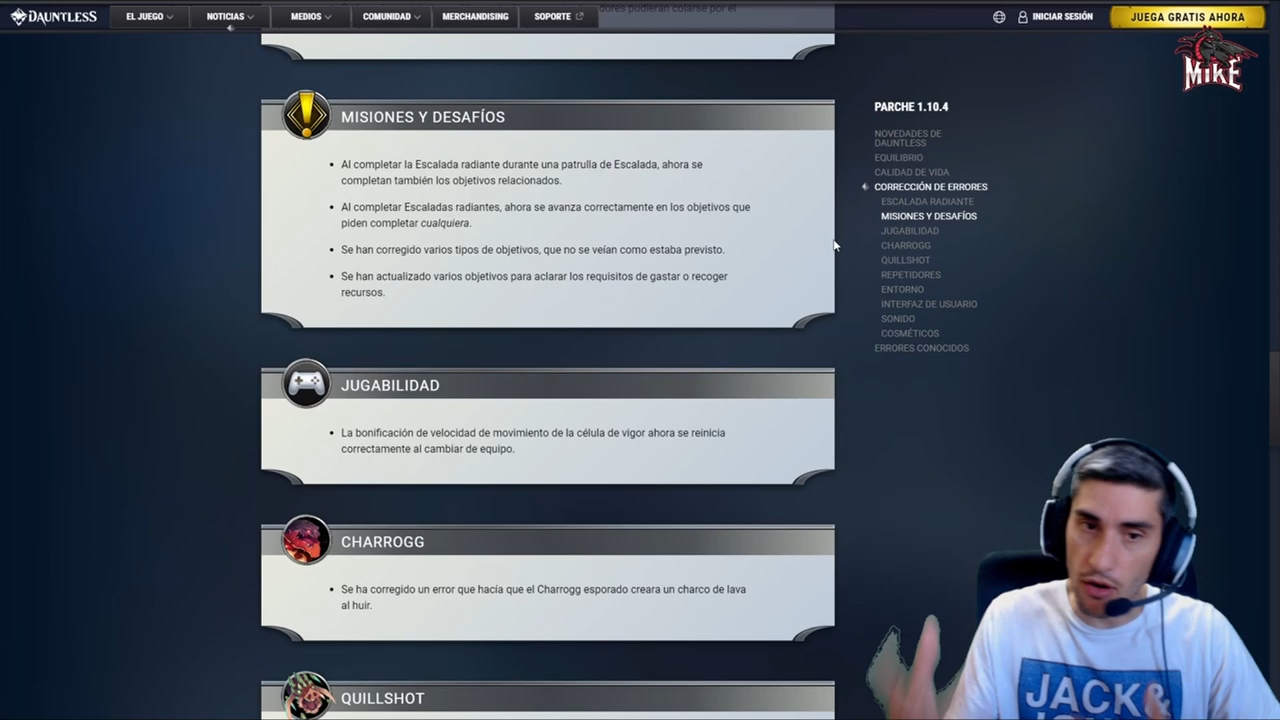 DAUNTLESS
EL JUEGO
NOTICIAS
MEDIOS
COMUNIDAD
MERCHANDISING
SOPORTE
INICIAR SESIÓN
JUEGA GRATIS AHORA
MIKE
MISIONES Y DESAFÍOS
• Al completar la Escalada radiante durante una patrulla de Escalada, ahora se
completan también los objetivos relacionados.
• Al completar Escaladas radiantes, ahora se avanza correctamente en los objetivos que
piden completar cualquiera.
• Se han corregido varios tipos de objetivos, que no se veían como estaba previsto.
• Se han actualizado varios objetivos para aclarar los requisitos de gastar o recoger
recursos.
JUGABILIDAD
• La bonificación de velocidad de movimiento de la célula de vigor ahora se reinicia
correctamente al cambiar de equipo.
CHARROGG
• Se ha corregido un error que hacía que el Charrogg esporado creara un charco de lava
al huir.
QUILLSHOT
PARCHE 1.10.4
NOVEDADES DE
DAUNTLESS
EQUILIBRIO
CALIDAD DE VIDA
CORRECCIÓN DE ERRORES
ESCALADA RADIANTE
MISIONES Y DESAFÍOS
JUGABILIDAD
CHARROGG
QUILLSHOT
REPETIDORES
ENTORNO
INTERFAZ DE USUARIO
SONIDO
COSMÉTICOS
ERRORES CONOCIDOS
JACK&